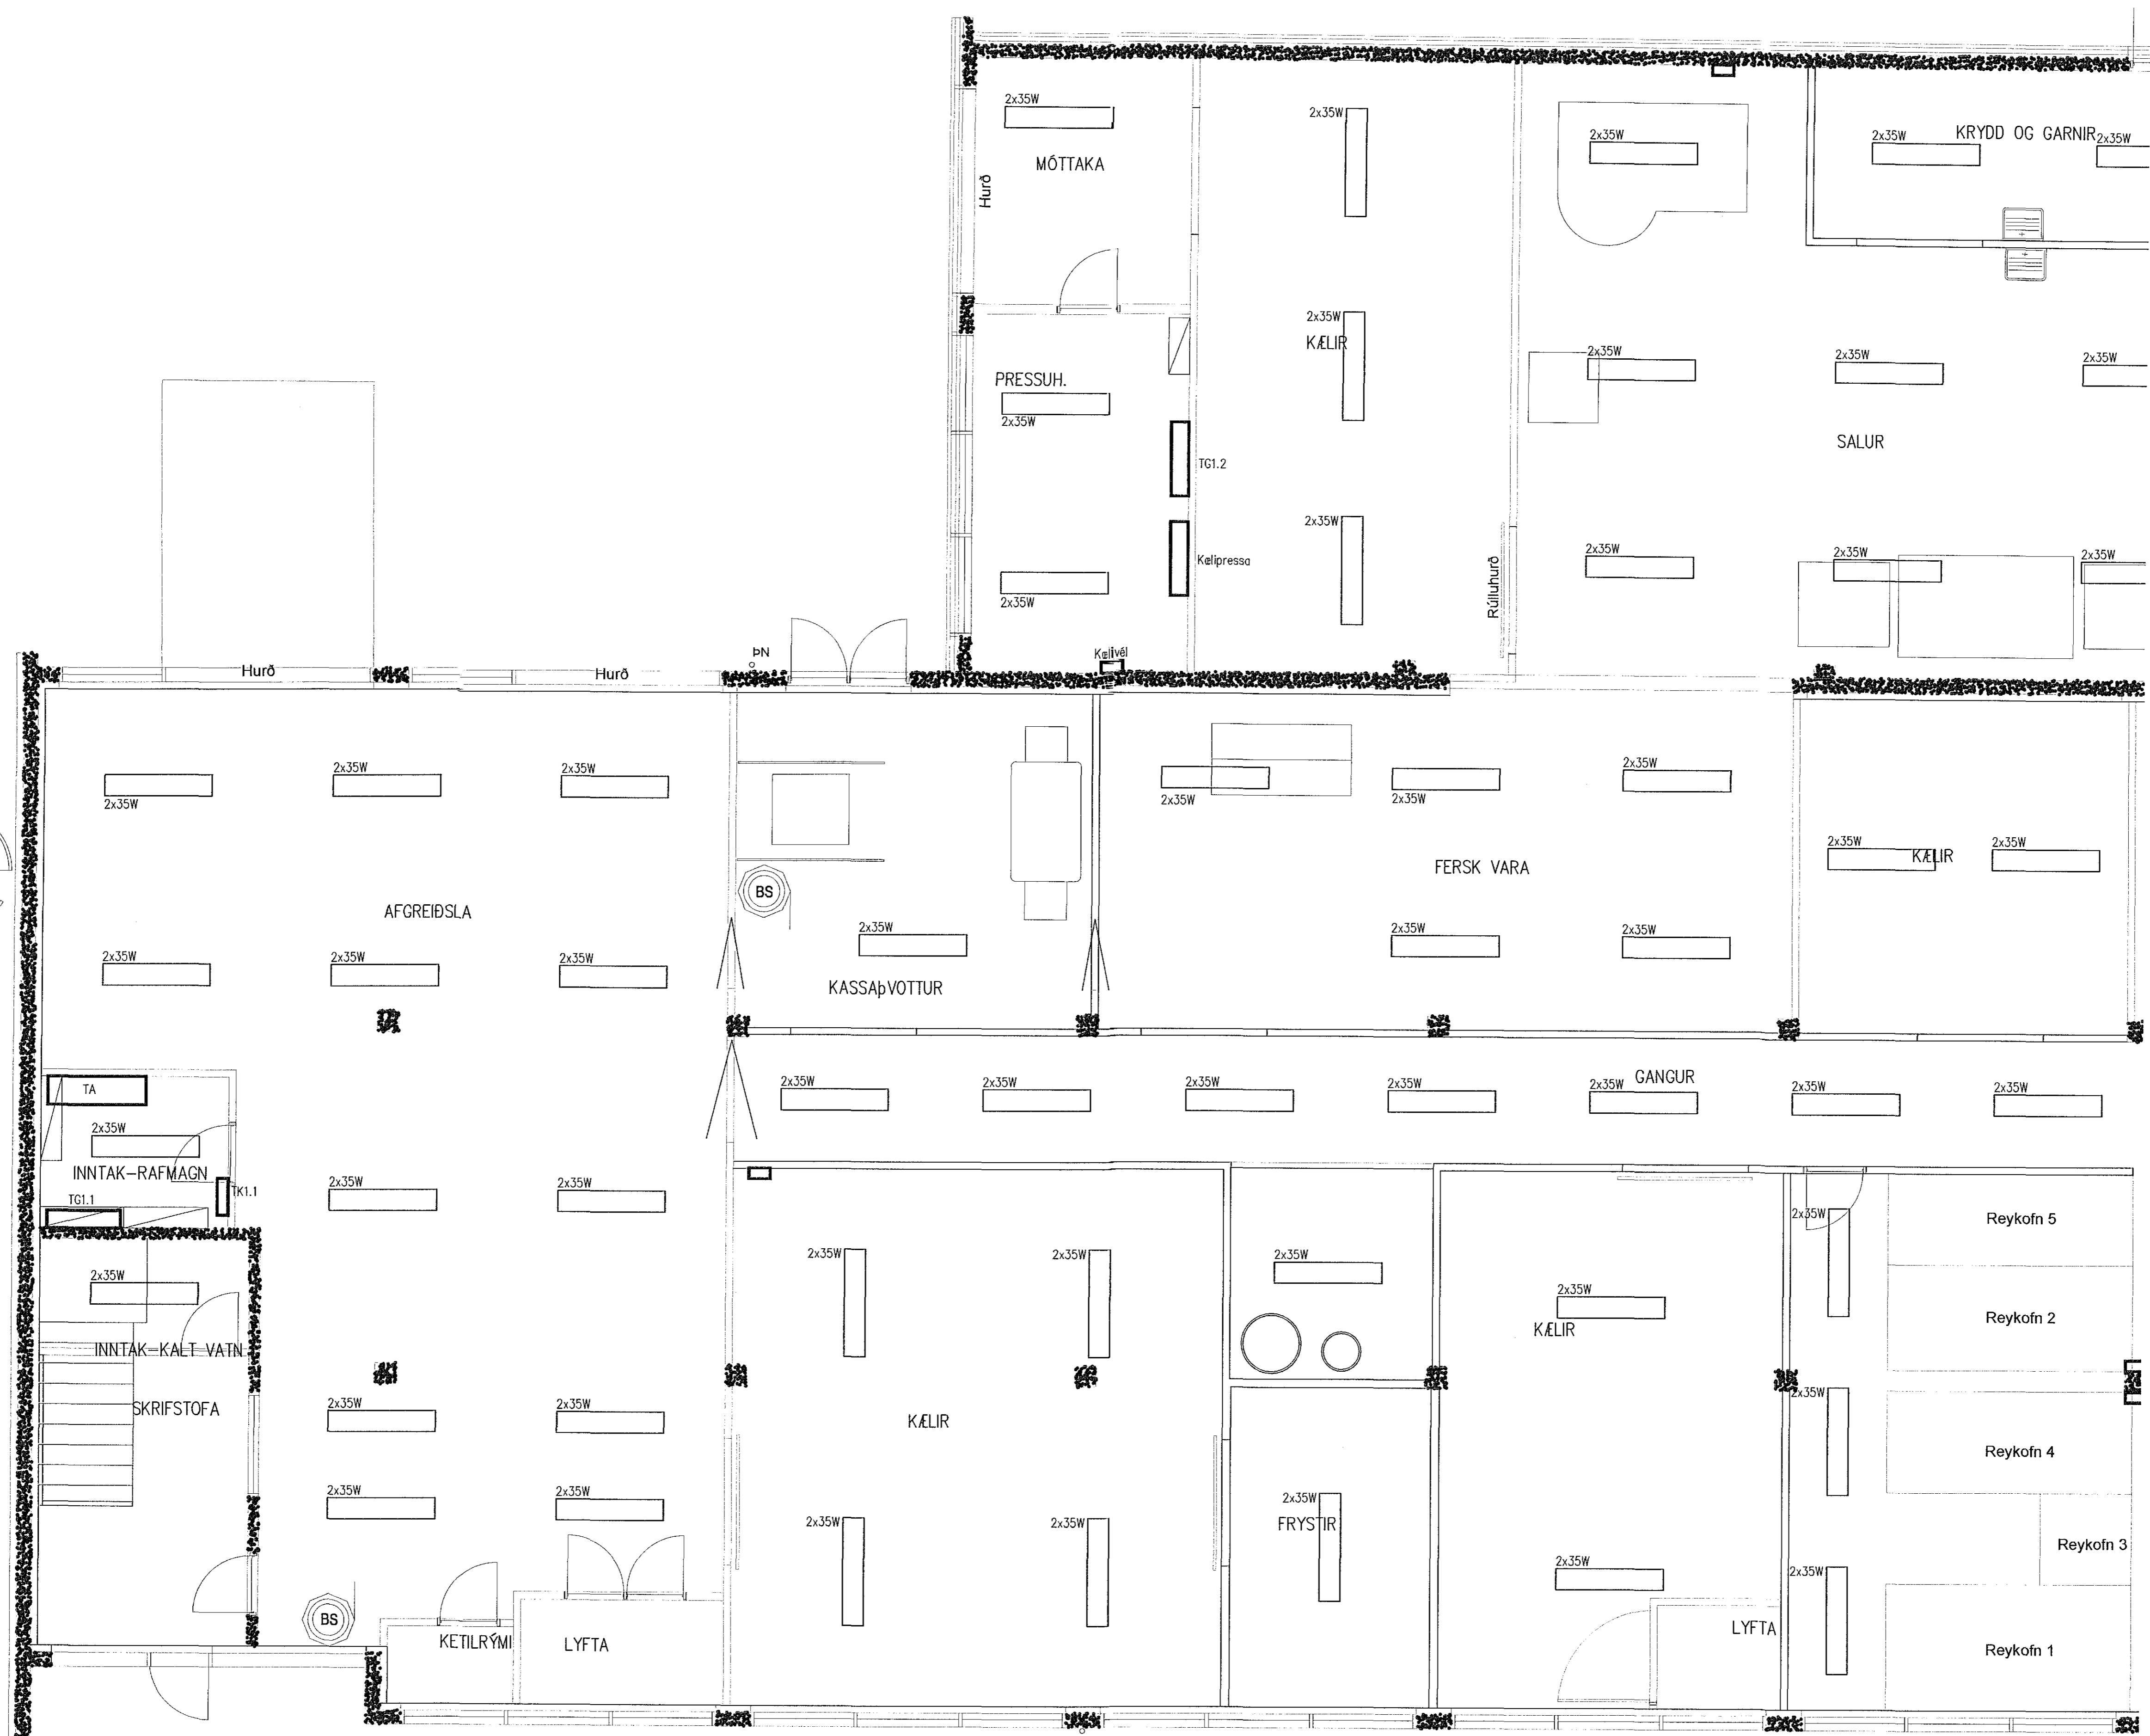 2x35W
2x35W
2x35W
KRYDD OG GARNIR
2x35W
2x35W
MÓTTAKA
Hurð
2x35W
KÆLIR
2x35W
2x35W
2x35W
PRESSUH.
2x35W
SALUR
TG1.2
2x35W
Kælipressa
2x35W
2x35W
2x35W
Rúlluhurð
2x35W
ÞN
Kælivél
Hurð
Hurð
2x35W
2x35W
2x35W
2x35W
2x35W
2x35W
2x35W
KÆLIR
2x35W
FERSK VARA
BS
AFGREIÐSLA
2x35W
2x35W
2x35W
2x35W
2x35W
2x35W
KASSAÞVOTTUR
GANGUR
2x35W
2x35W
2x35W
2x35W
2x35W
2x35W
2x35W
TA
2x35W
INNTAK-RAFMAGN
TG1.1
TK1.1
2x35W
2x35W
2x35W
Reykofn 5
2x35W
2x35W
2x35W
2x35W
2x35W
KÆLIR
Reykofn 2
INNTAK-KALT VATN
SKRIFSTOFA
2x35W
2x35W
KÆLIR
2x35W
Reykofn 4
2x35W
2x35W
2x35W
2x35W
2x35W
FRYSTIR
Reykofn 3
2x35W
2x35W
BS
KETILRÝMI
LYFTA
LYFTA
Reykofn 1